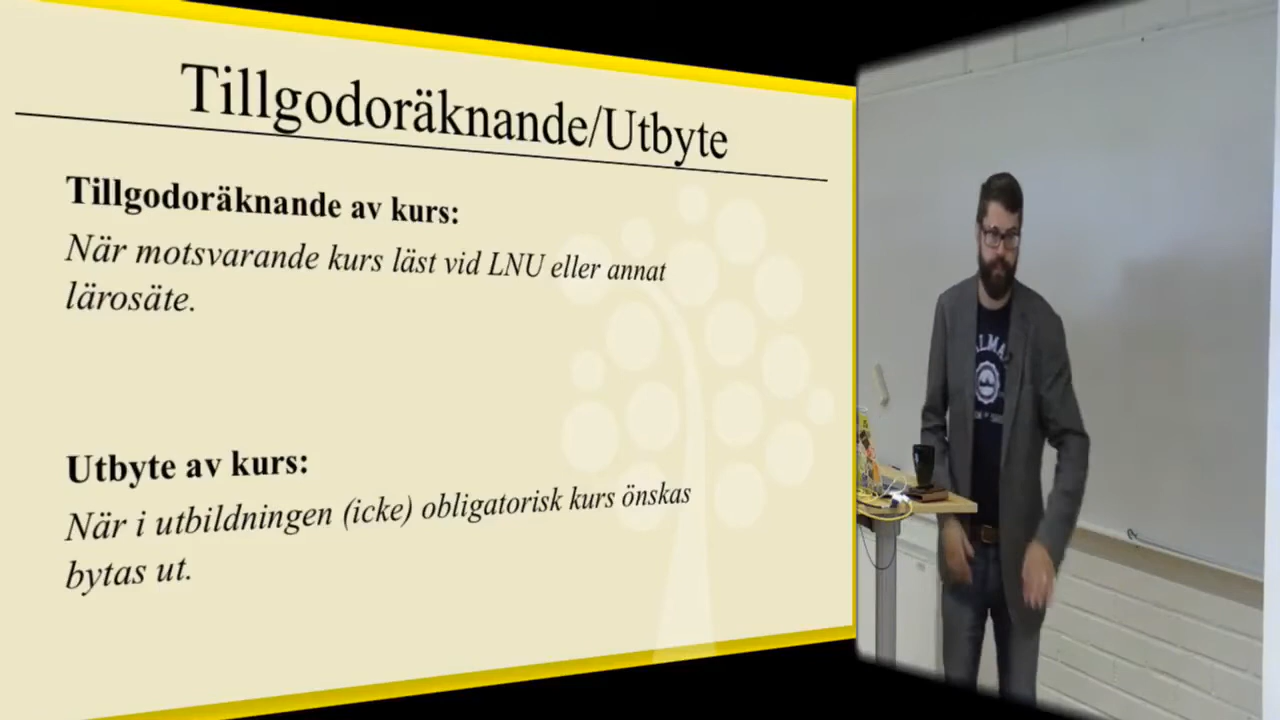 Tillgodoräknande/Utbyte
Tillgodoräknande av kurs:
När motsvarande kurs läst vid LNU eller annat
lärosäte.
Utbyte av kurs:
När i utbildningen (icke) obligatorisk kurs önskas
bytas ut.